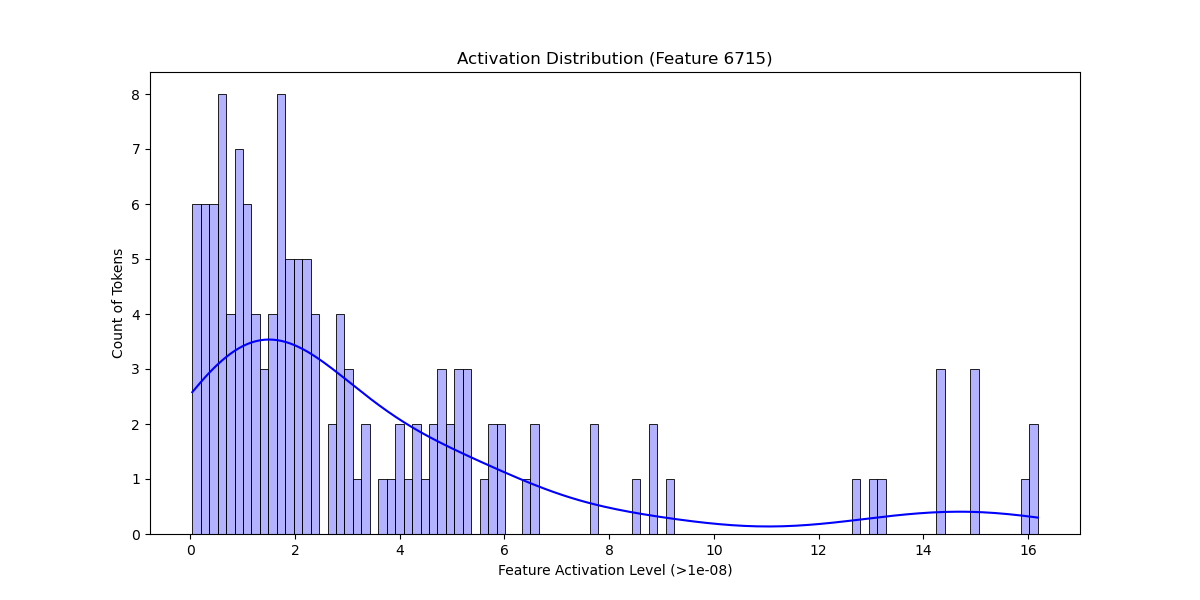 Activation Distribution (Feature 6715)
Count of Tokens
8
7
6
5
4
3
2
1
0
0 2 4 6 8 10 12 14 16
Feature Activation Level (>1e-08)